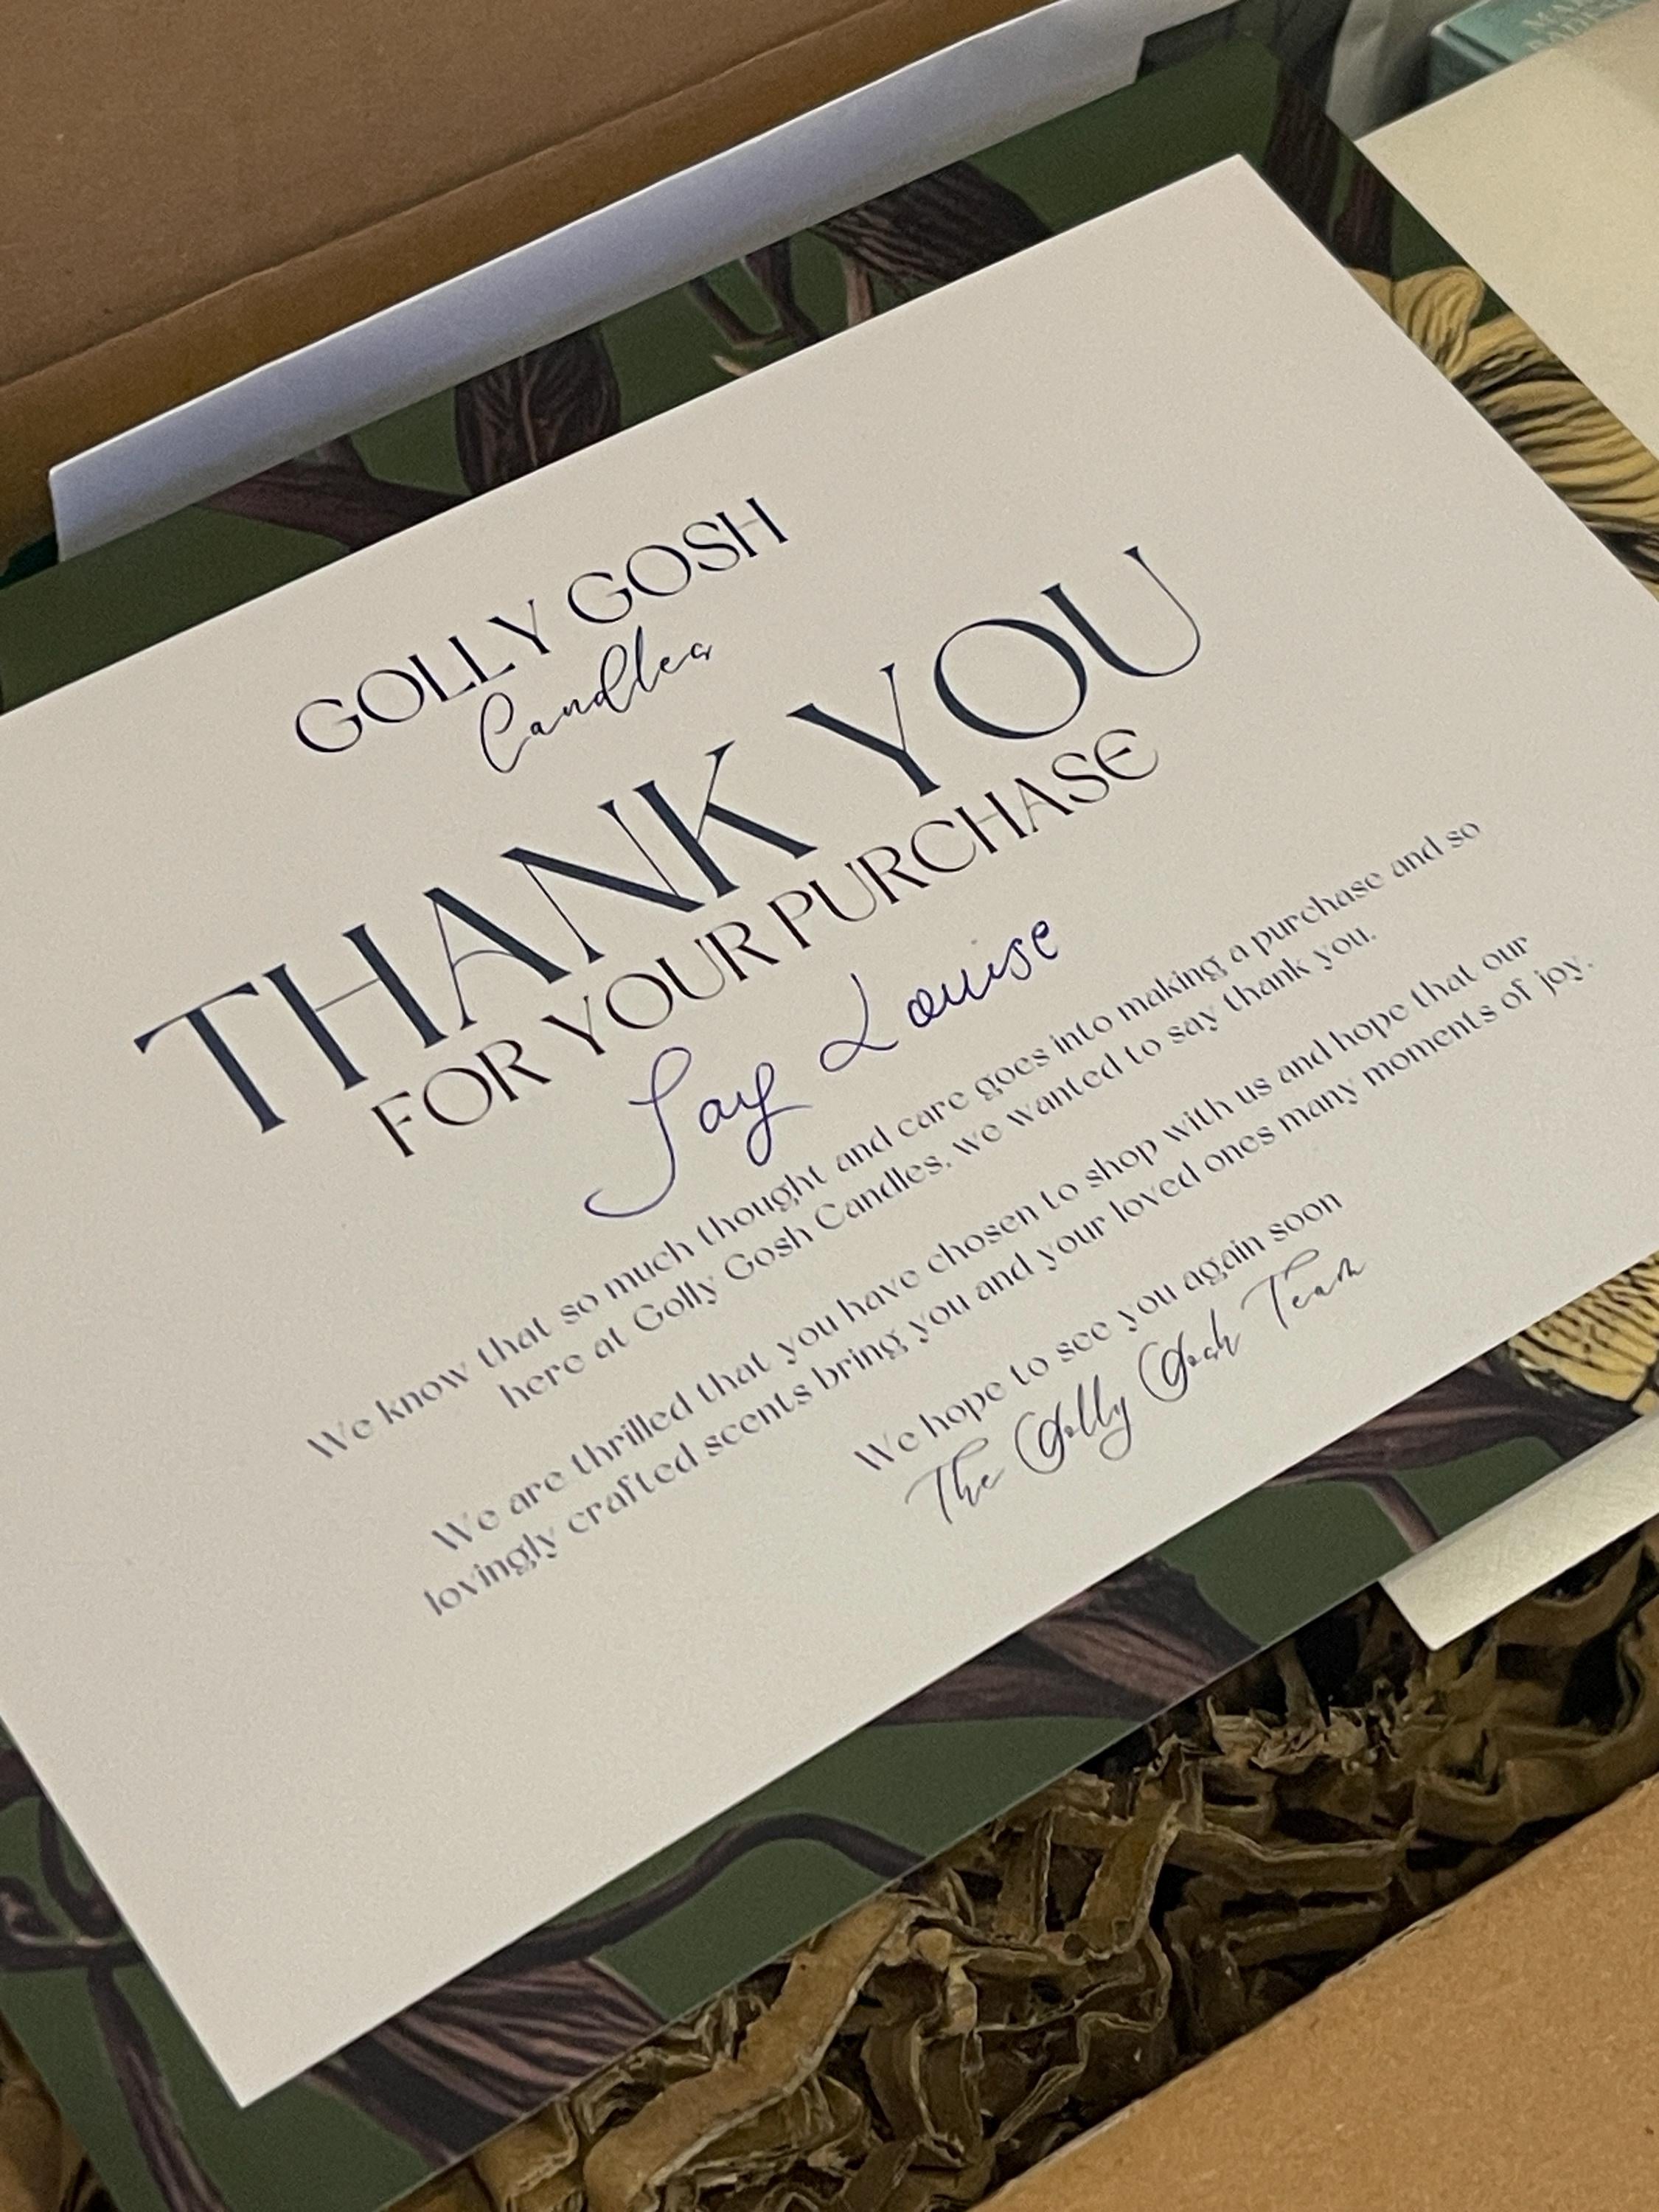 GOLLY GOSH
Candles
THANK YOU
FOR YOUR PURCHASE
Jay Louise
We know that so much thought and care goes into making a purchase and so
here at Golly Gosh Candles, we wanted to say thank you.
We are thrilled that you have chosen to shop with us and hope that our
lovingly crafted scents bring you and your loved ones many moments of joy.
We hope to see you again soon
The Golly Gosh Team